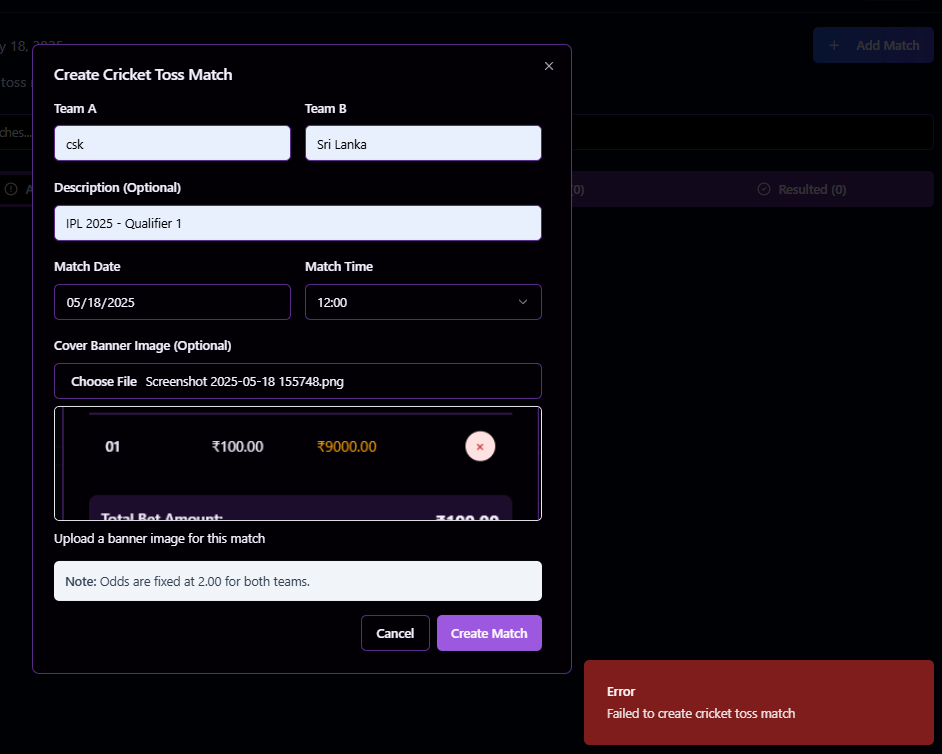 y 18, 2025
Add Match
toss
ches...
(0)
Resulted (0)
Create Cricket Toss Match
Team A
Team B
csk
Sri Lanka
Description (Optional)
IPL 2025 - Qualifier 1
Match Date
Match Time
05/18/2025
12:00
Cover Banner Image (Optional)
Choose File Screenshot 2025-05-18 155748.png
01 ₹100.00 ₹9000.00
Total Bet Amount: ₹100.00
Upload a banner image for this match
Note: Odds are fixed at 2.00 for both teams.
Cancel
Create Match
Error
Failed to create cricket toss match